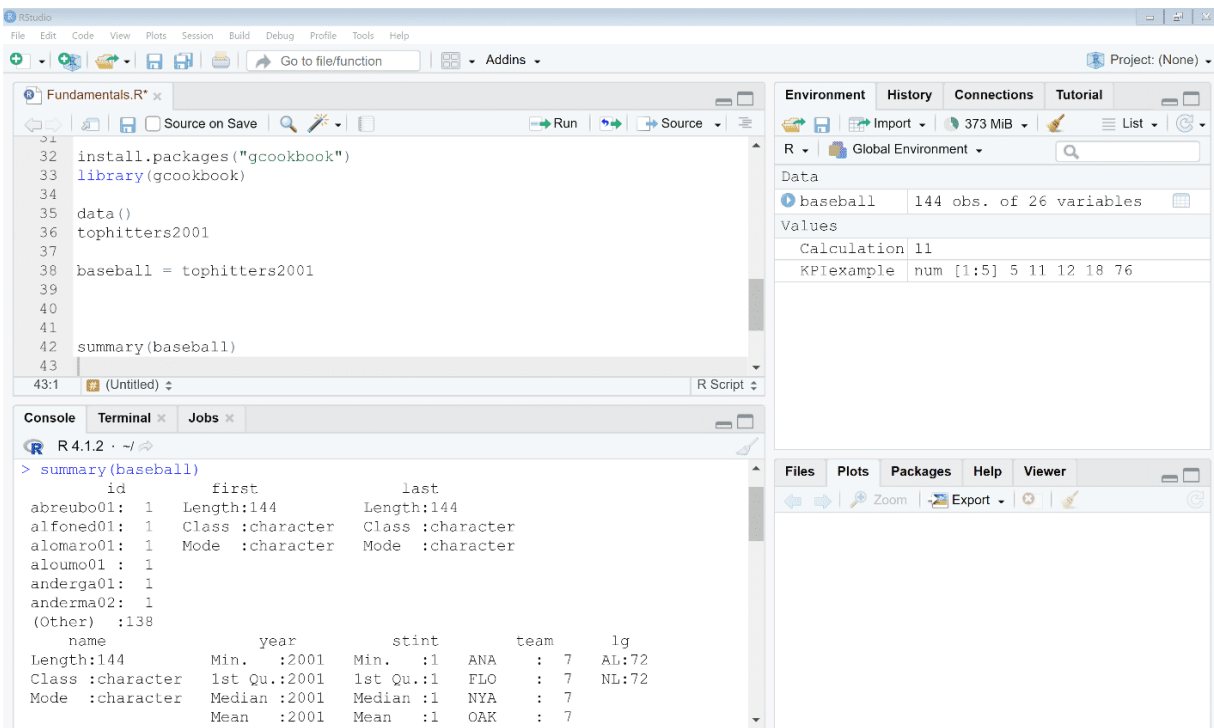 RStudio
File Edit Code View Plots Session Build Debug Profile Tools Help
Go to file/function Addins Project: (None)
Fundamentals.R*
Source on Save Run Source
31
32 install.packages("gcookbook")
33 library(gcookbook)
34
35 data()
36 tophitters2001
37
38 baseball = tophitters2001
39
40
41
42 summary(baseball)
43
43:1 # (Untitled) R Script
Console Terminal Jobs
R R 4.1.2 · ~/
> summary(baseball)
id first last
abreubo01: 1 Length:144 Length:144
alfoned01: 1 Class :character Class :character
alomaro01: 1 Mode :character Mode :character
aloumo01 : 1
anderga01: 1
anderma02: 1
(Other) :138
name year stint team lg
Length:144 Min. :2001 Min. :1 ANA : 7 AL:72
Class :character 1st Qu.:2001 1st Qu.:1 FLO : 7 NL:72
Mode :character Median :2001 Median :1 NYA : 7
Mean :2001 Mean :1 OAK : 7
Environment History Connections Tutorial
Import 373 MiB List
R Global Environment
Data
baseball 144 obs. of 26 variables
Values
Calculation 11
KPIexample num [1:5] 5 11 12 18 76
Files Plots Packages Help Viewer
Zoom Export